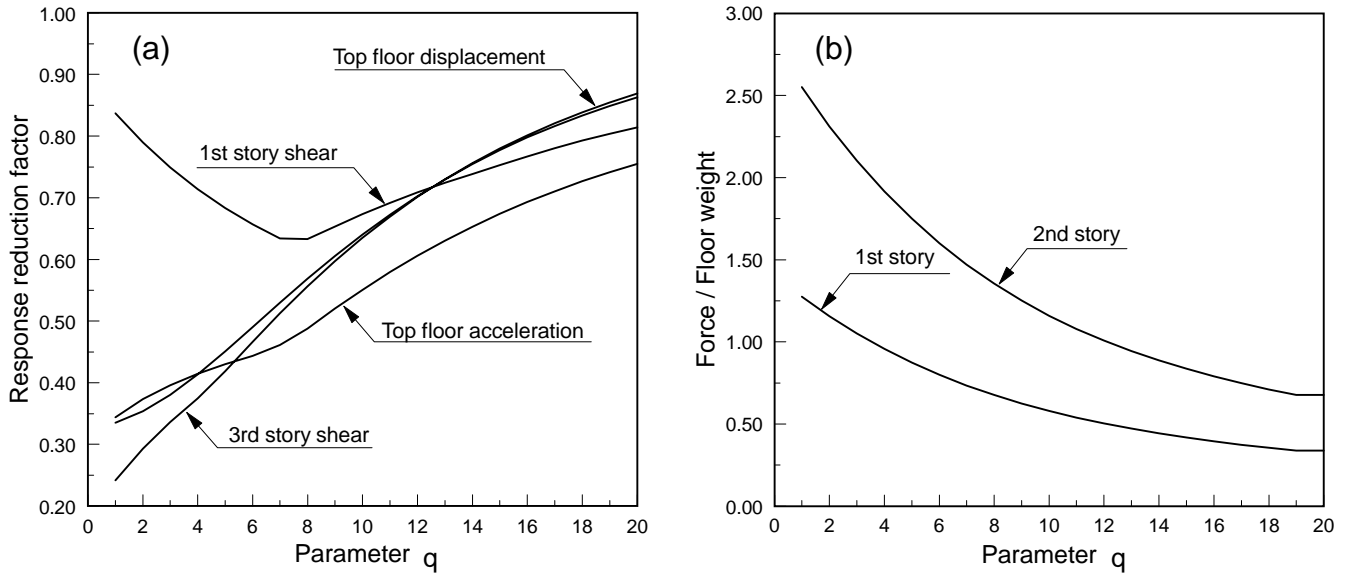 (a)
Response reduction factor
1.00
0.90
0.80
0.70
0.60
0.50
0.40
0.30
0.20
Top floor displacement
1st story shear
Top floor acceleration
3rd story shear
0 2 4 6 8 10 12 14 16 18 20
Parameter q
(b)
Force / Floor weight
3.00
2.50
2.00
1.50
1.00
0.50
0.00
2nd story
1st story
0 2 4 6 8 10 12 14 16 18 20
Parameter q